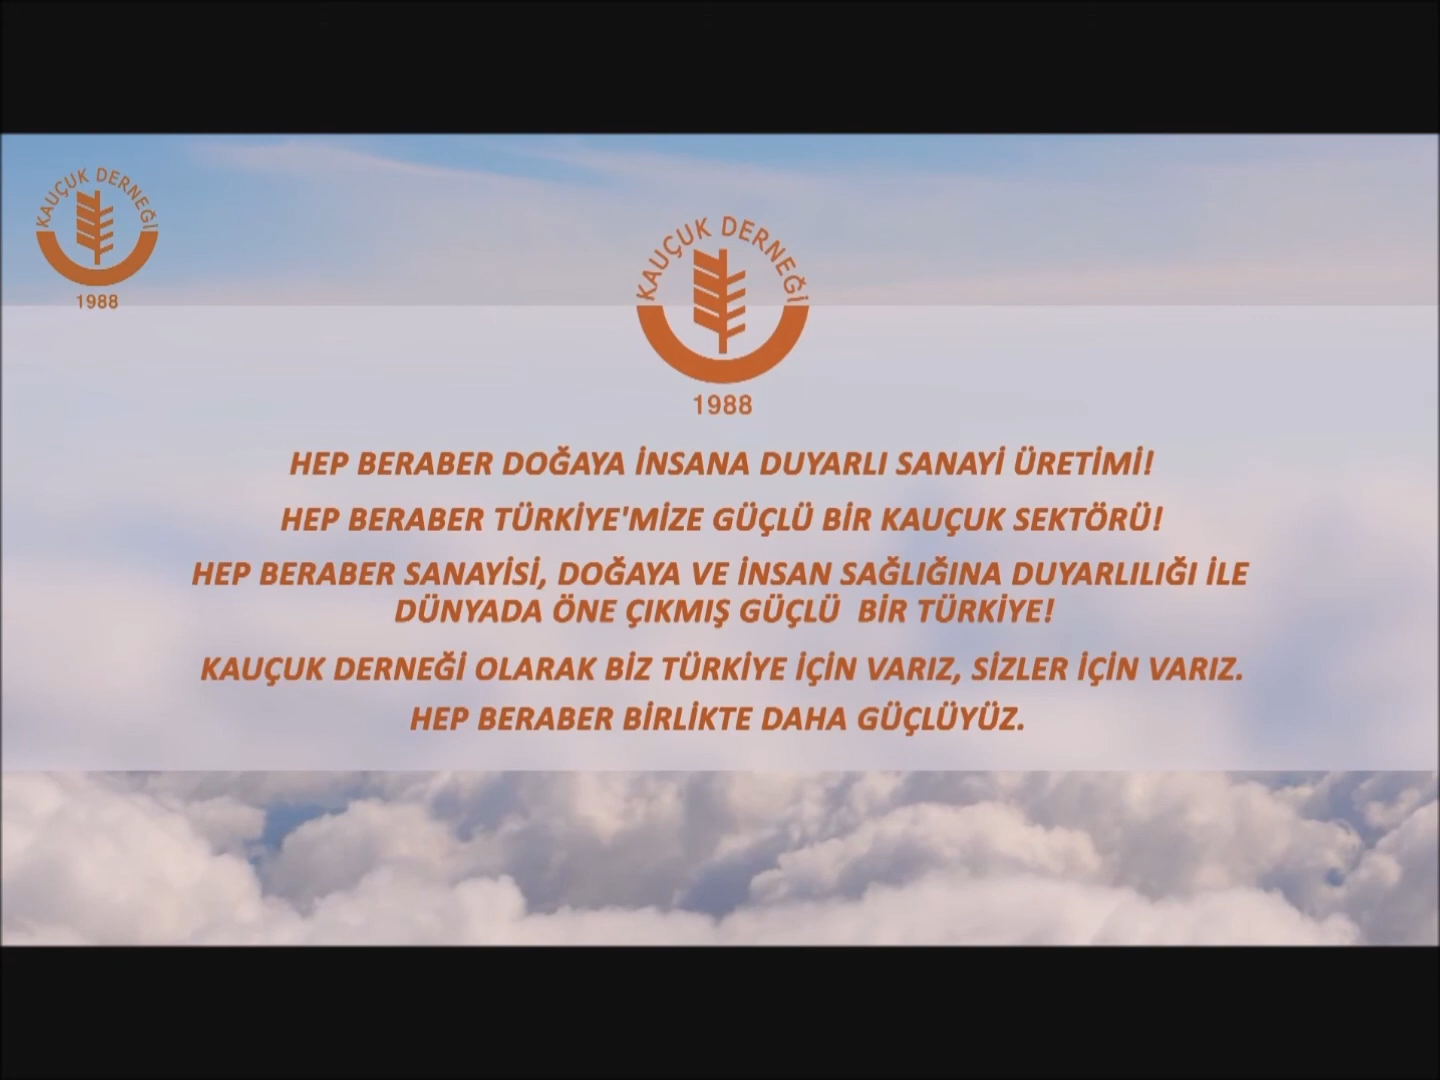 KAUÇUK DERNEĞİ
1988
KAUÇUK DERNEĞİ
1988
HEP BERABER DOĞAYA İNSANA DUYARLI SANAYİ ÜRETİMİ!
HEP BERABER TÜRKİYE'MİZE GÜÇLÜ BİR KAUÇUK SEKTÖRÜ!
HEP BERABER SANAYİSİ, DOĞAYA VE İNSAN SAĞLIĞINA DUYARLILIĞI İLE
DÜNYADA ÖNE ÇIKMIŞ GÜÇLÜ BİR TÜRKİYE!
KAUÇUK DERNEĞİ OLARAK BİZ TÜRKİYE İÇİN VARIZ, SİZLER İÇİN VARIZ.
HEP BERABER BİRLİKTE DAHA GÜÇLÜYÜZ.